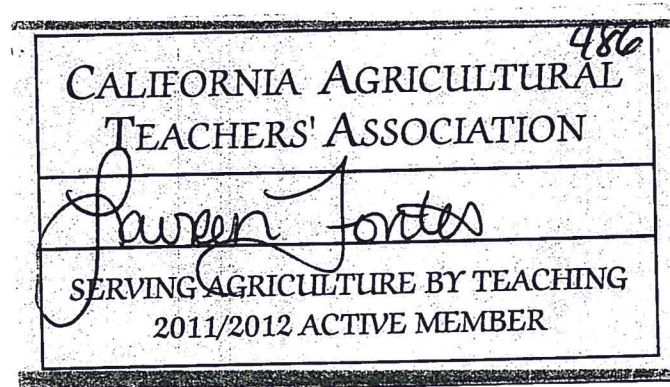 486
CALIFORNIA AGRICULTURAL
TEACHERS' ASSOCIATION
Lauren Fontes
SERVING AGRICULTURE BY TEACHING
2011/2012 ACTIVE MEMBER